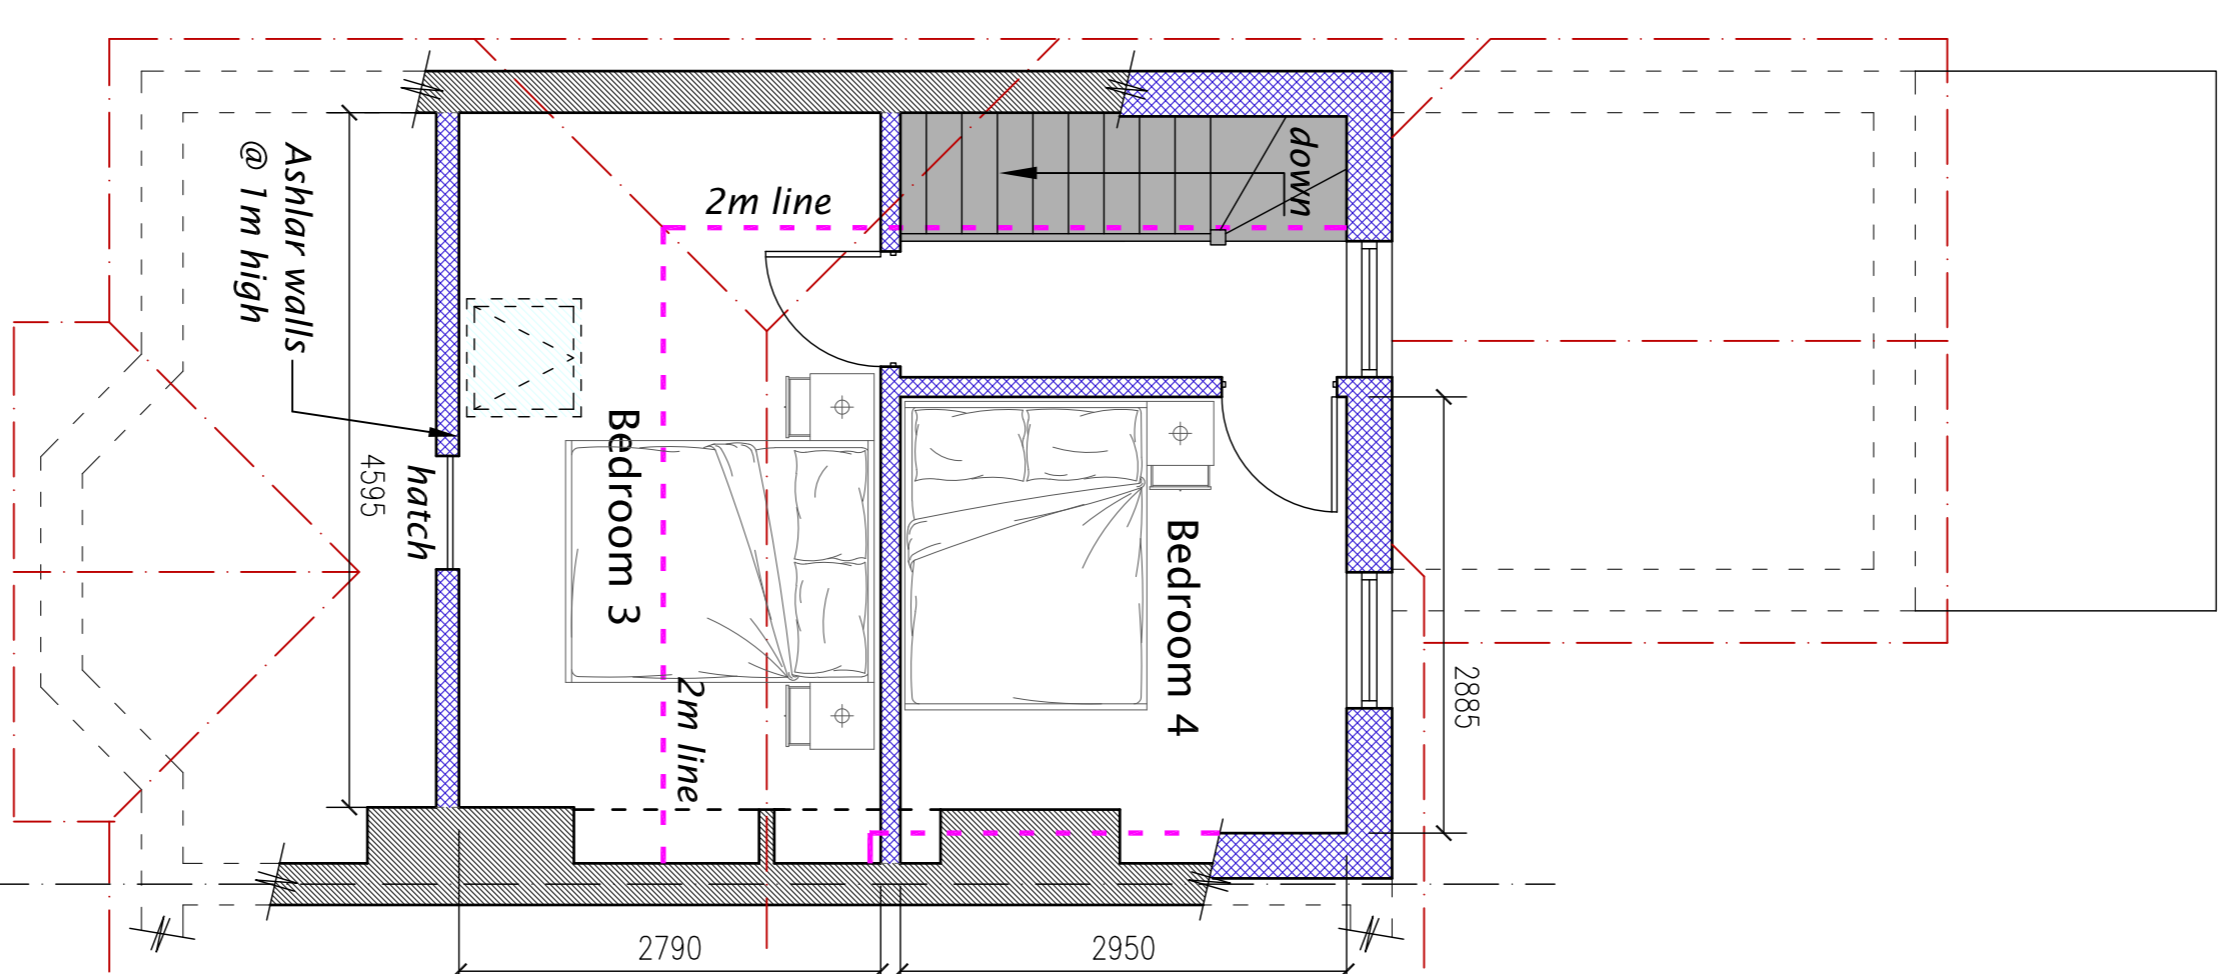 down
2m line
Ashlar walls
@ 1m high
hatch
4595
Bedroom 3
2m line
Bedroom 4
2885
2790
2950